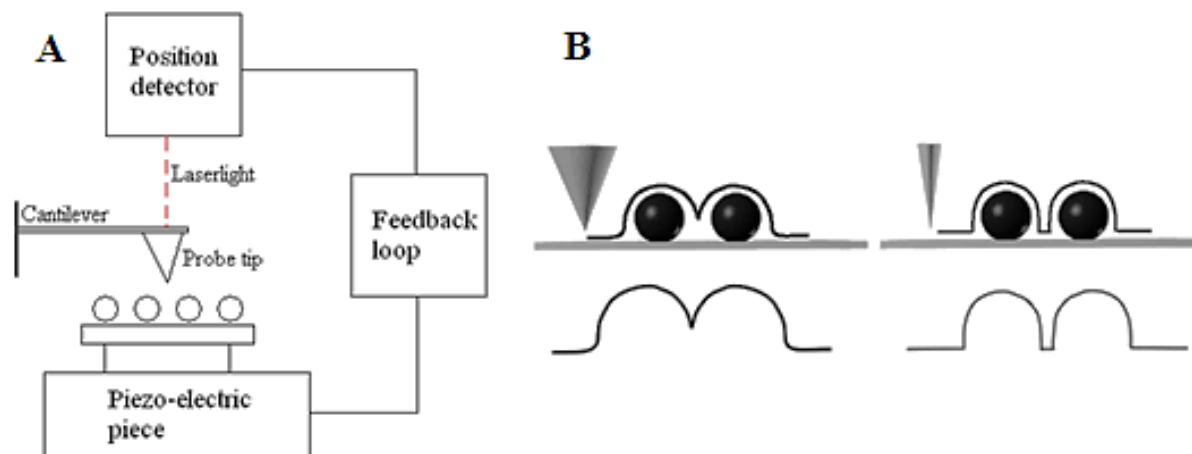 A
Position
detector
Laserlight
Cantilever
Probe tip
Feedback
loop
Piezo-electric
piece
B